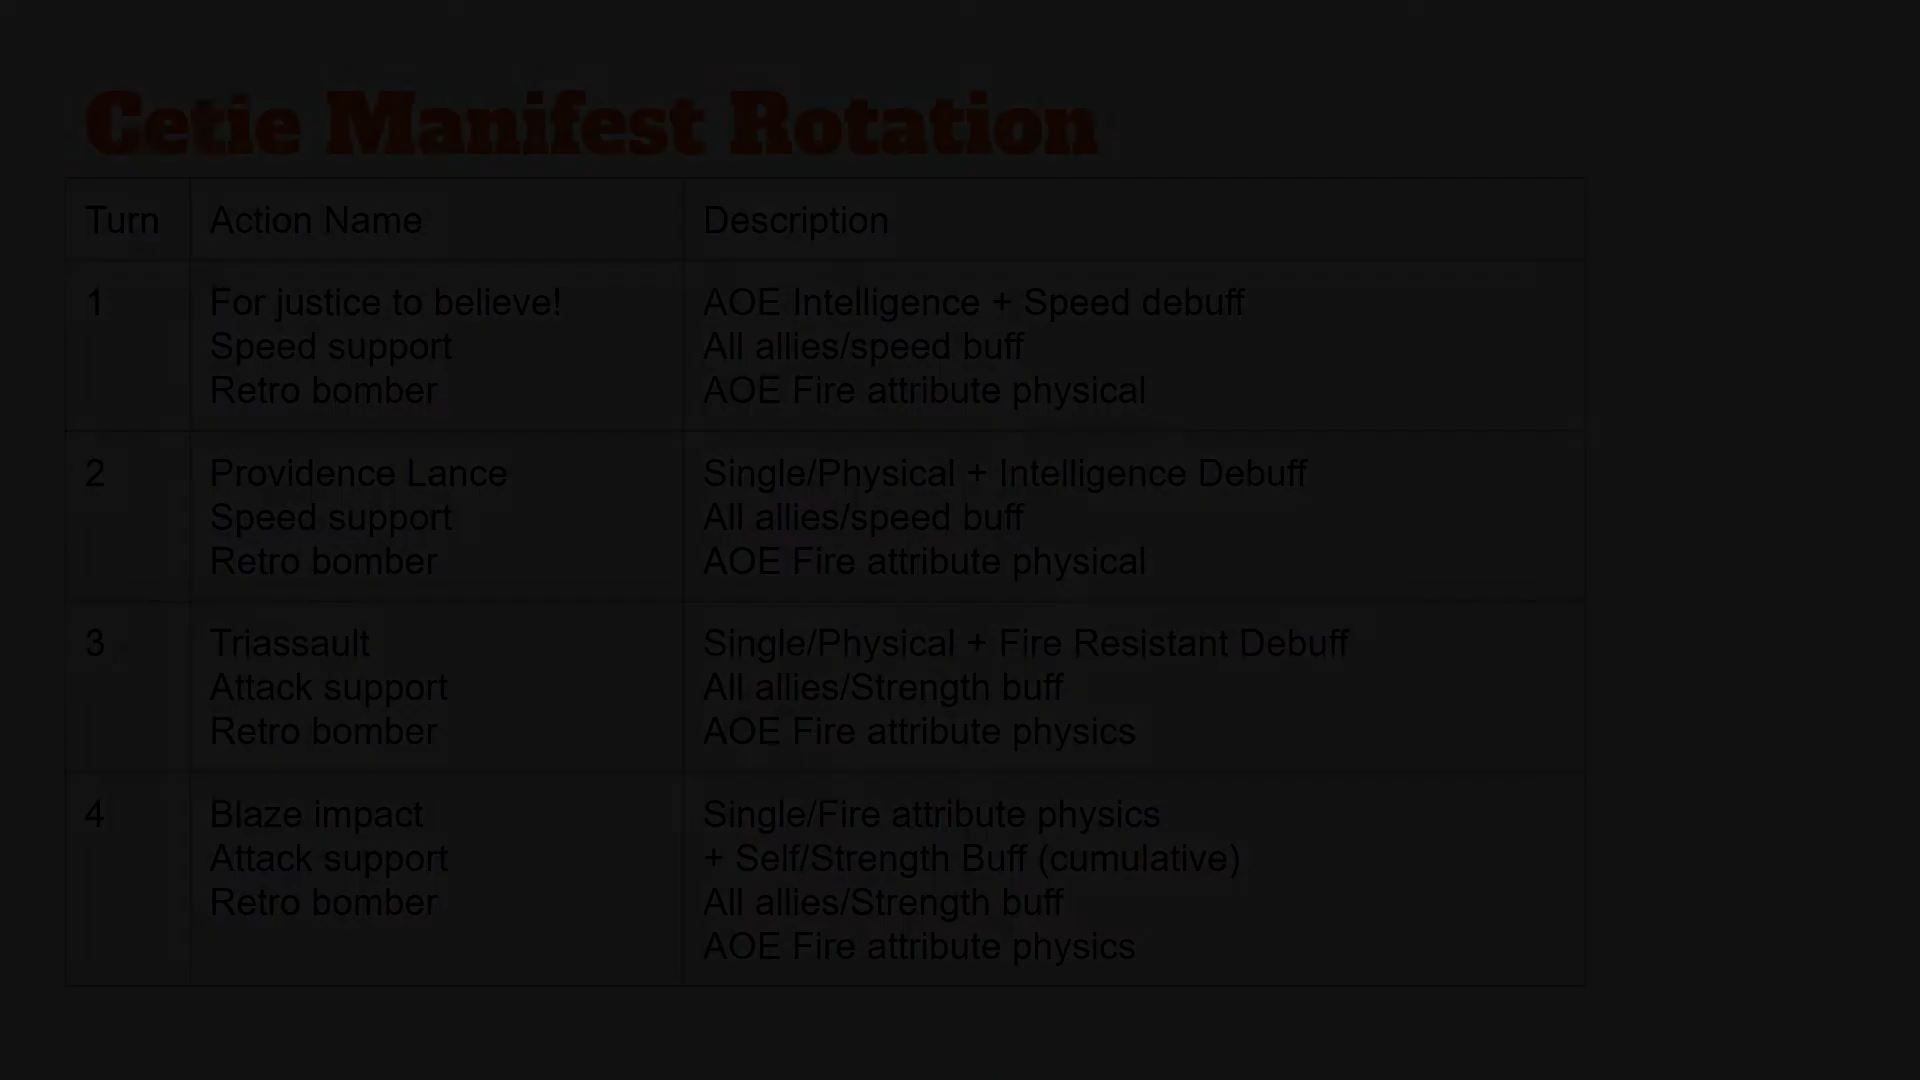 Cetie Manifest Rotation
Turn Action Name Description
1 For justice to believe! AOE Intelligence + Speed debuff
Speed support All allies/speed buff
Retro bomber AOE Fire attribute physical
2 Providence Lance Single/Physical + Intelligence Debuff
Speed support All allies/speed buff
Retro bomber AOE Fire attribute physical
3 Triassault Single/Physical + Fire Resistant Debuff
Attack support All allies/Strength buff
Retro bomber AOE Fire attribute physics
4 Blaze impact Single/Fire attribute physics
Attack support + Self/Strength Buff (cumulative)
Retro bomber All allies/Strength buff
AOE Fire attribute physics